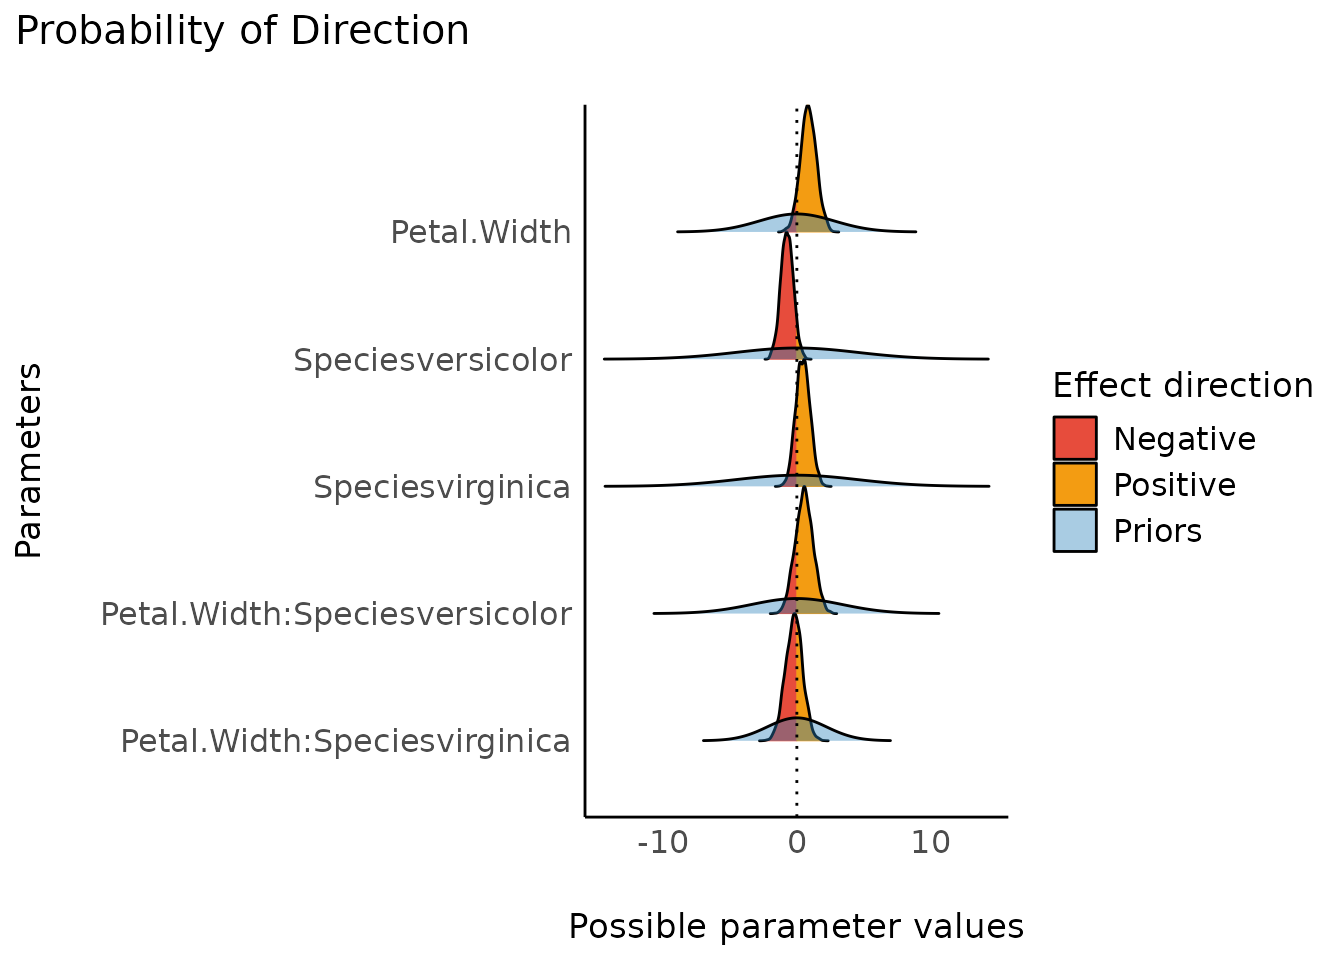 Probability of Direction
Parameters
Petal.Width
Speciesversicolor
Speciesvirginica
Petal.Width:Speciesversicolor
Petal.Width:Speciesvirginica
-10 0 10
Possible parameter values
Effect direction
Negative
Positive
Priors